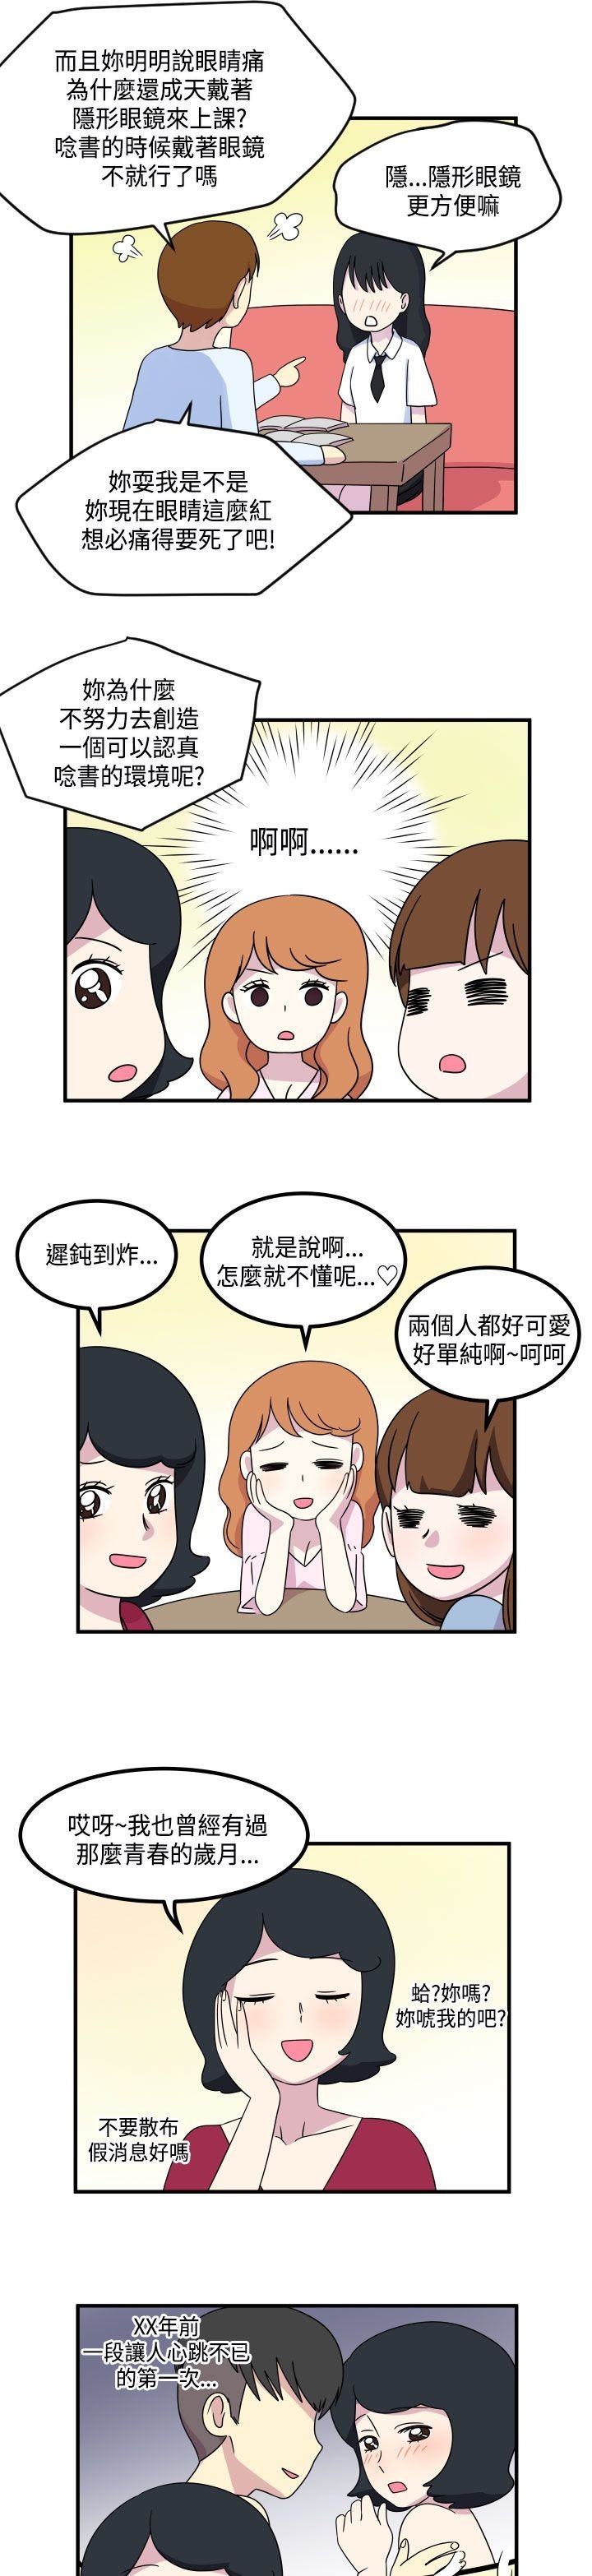 而且妳明明說眼睛痛
為什麼還成天戴著
隱形眼鏡來上課?
唸書的時候戴著眼鏡
不就行了嗎
隱...隱形眼鏡
更方便嘛
妳耍我是不是
妳現在眼睛這麼紅
想必痛得要死了吧!
妳為什麼
不努力去創造
一個可以認真
唸書的環境呢?
啊啊......
遲鈍到炸...
就是說啊...
怎麼就不懂呢...♡
兩個人都好可愛
好單純啊~呵呵
哎呀~我也曾經有過
那麼青春的歲月...
蛤?妳嗎?
妳唬我的吧?
不要散布
假消息好嗎
XX年前
一段讓人心跳不已
的第一次...